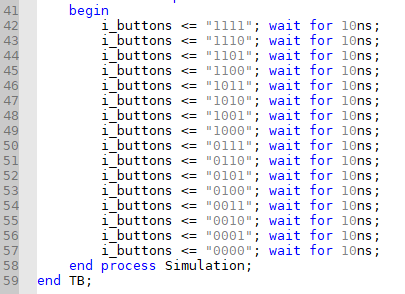 41 begin
42 i_buttons <= "1111"; wait for 10ns;
43 i_buttons <= "1110"; wait for 10ns;
44 i_buttons <= "1101"; wait for 10ns;
45 i_buttons <= "1100"; wait for 10ns;
46 i_buttons <= "1011"; wait for 10ns;
47 i_buttons <= "1010"; wait for 10ns;
48 i_buttons <= "1001"; wait for 10ns;
49 i_buttons <= "1000"; wait for 10ns;
50 i_buttons <= "0111"; wait for 10ns;
51 i_buttons <= "0110"; wait for 10ns;
52 i_buttons <= "0101"; wait for 10ns;
53 i_buttons <= "0100"; wait for 10ns;
54 i_buttons <= "0011"; wait for 10ns;
55 i_buttons <= "0010"; wait for 10ns;
56 i_buttons <= "0001"; wait for 10ns;
57 i_buttons <= "0000"; wait for 10ns;
58 end process Simulation;
59 end TB;